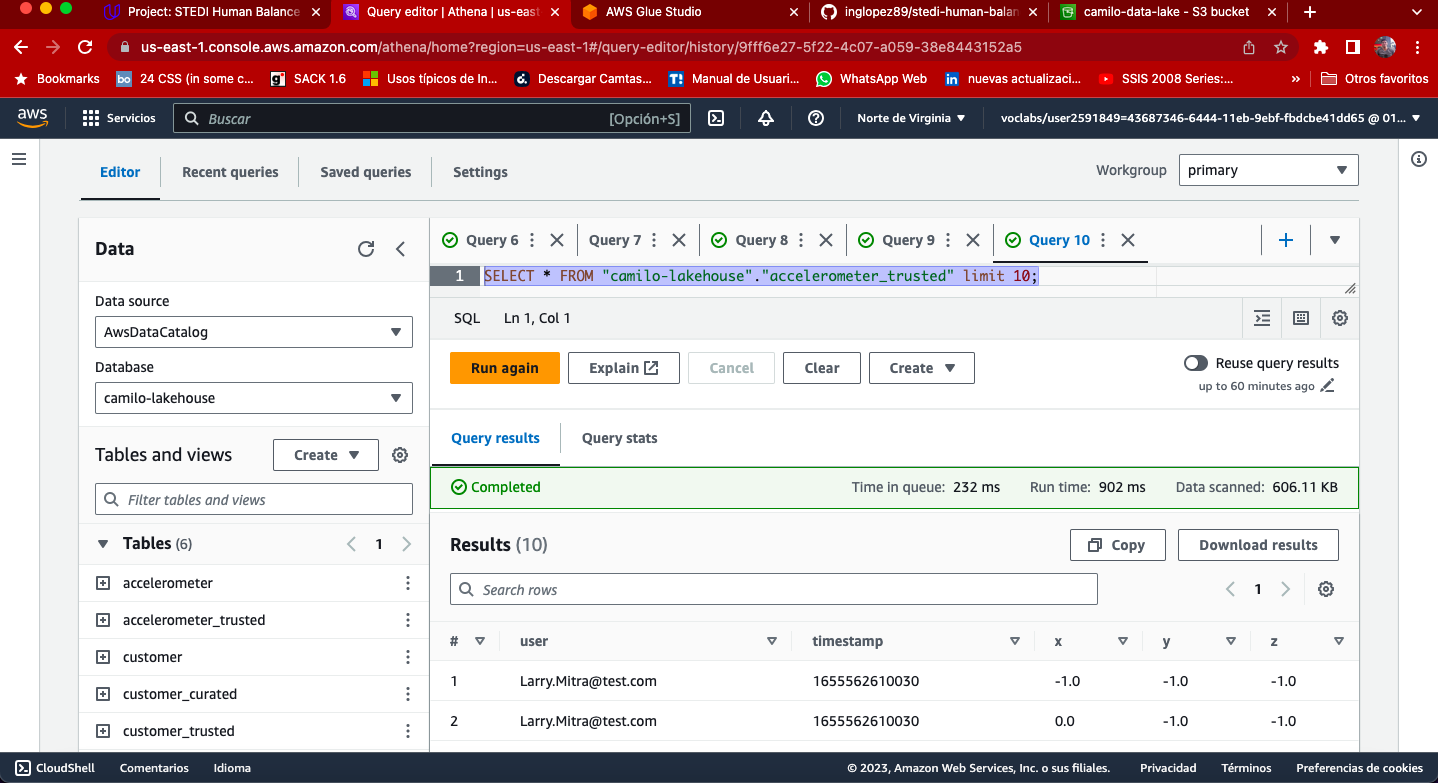 Project: STEDI Human Balance
Query editor | Athena | us-east
AWS Glue Studio
inglopez89/stedi-human-balan
camilo-data-lake - S3 bucket
us-east-1.console.aws.amazon.com/athena/home?region=us-east-1#/query-editor/history/9fff6e27-5f22-4c07-a059-38e8443152a5
Bookmarks
24 CSS (in some c...
SACK 1.6
Usos típicos de In...
Descargar Camtas...
Manual de Usuari...
WhatsApp Web
nuevas actualizaci...
SSIS 2008 Series:...
»
Otros favoritos
aws
Servicios
Buscar
[Opción+S]
Norte de Virginia
voclabs/user2591849=43687346-6444-11eb-9ebf-fbdcbe41dd65 @ 01...
Editor
Recent queries
Saved queries
Settings
Workgroup
primary
Data
Data source
AwsDataCatalog
Database
camilo-lakehouse
Tables and views
Create
Filter tables and views
Tables (6)
1
accelerometer
accelerometer_trusted
customer
customer_curated
customer_trusted
Query 6
Query 7
Query 8
Query 9
Query 10
1 SELECT * FROM "camilo-lakehouse"."accelerometer_trusted" limit 10;
SQL Ln 1, Col 1
Run again
Explain
Cancel
Clear
Create
Reuse query results
up to 60 minutes ago
Query results
Query stats
Completed
Time in queue: 232 ms
Run time: 902 ms
Data scanned: 606.11 KB
Results (10)
Copy
Download results
Search rows
1
# user timestamp x y z
1 Larry.Mitra@test.com 1655562610030 -1.0 -1.0 -1.0
2 Larry.Mitra@test.com 1655562610030 0.0 -1.0 -1.0
CloudShell
Comentarios
Idioma
© 2023, Amazon Web Services, Inc. o sus filiales.
Privacidad
Términos
Preferencias de cookies